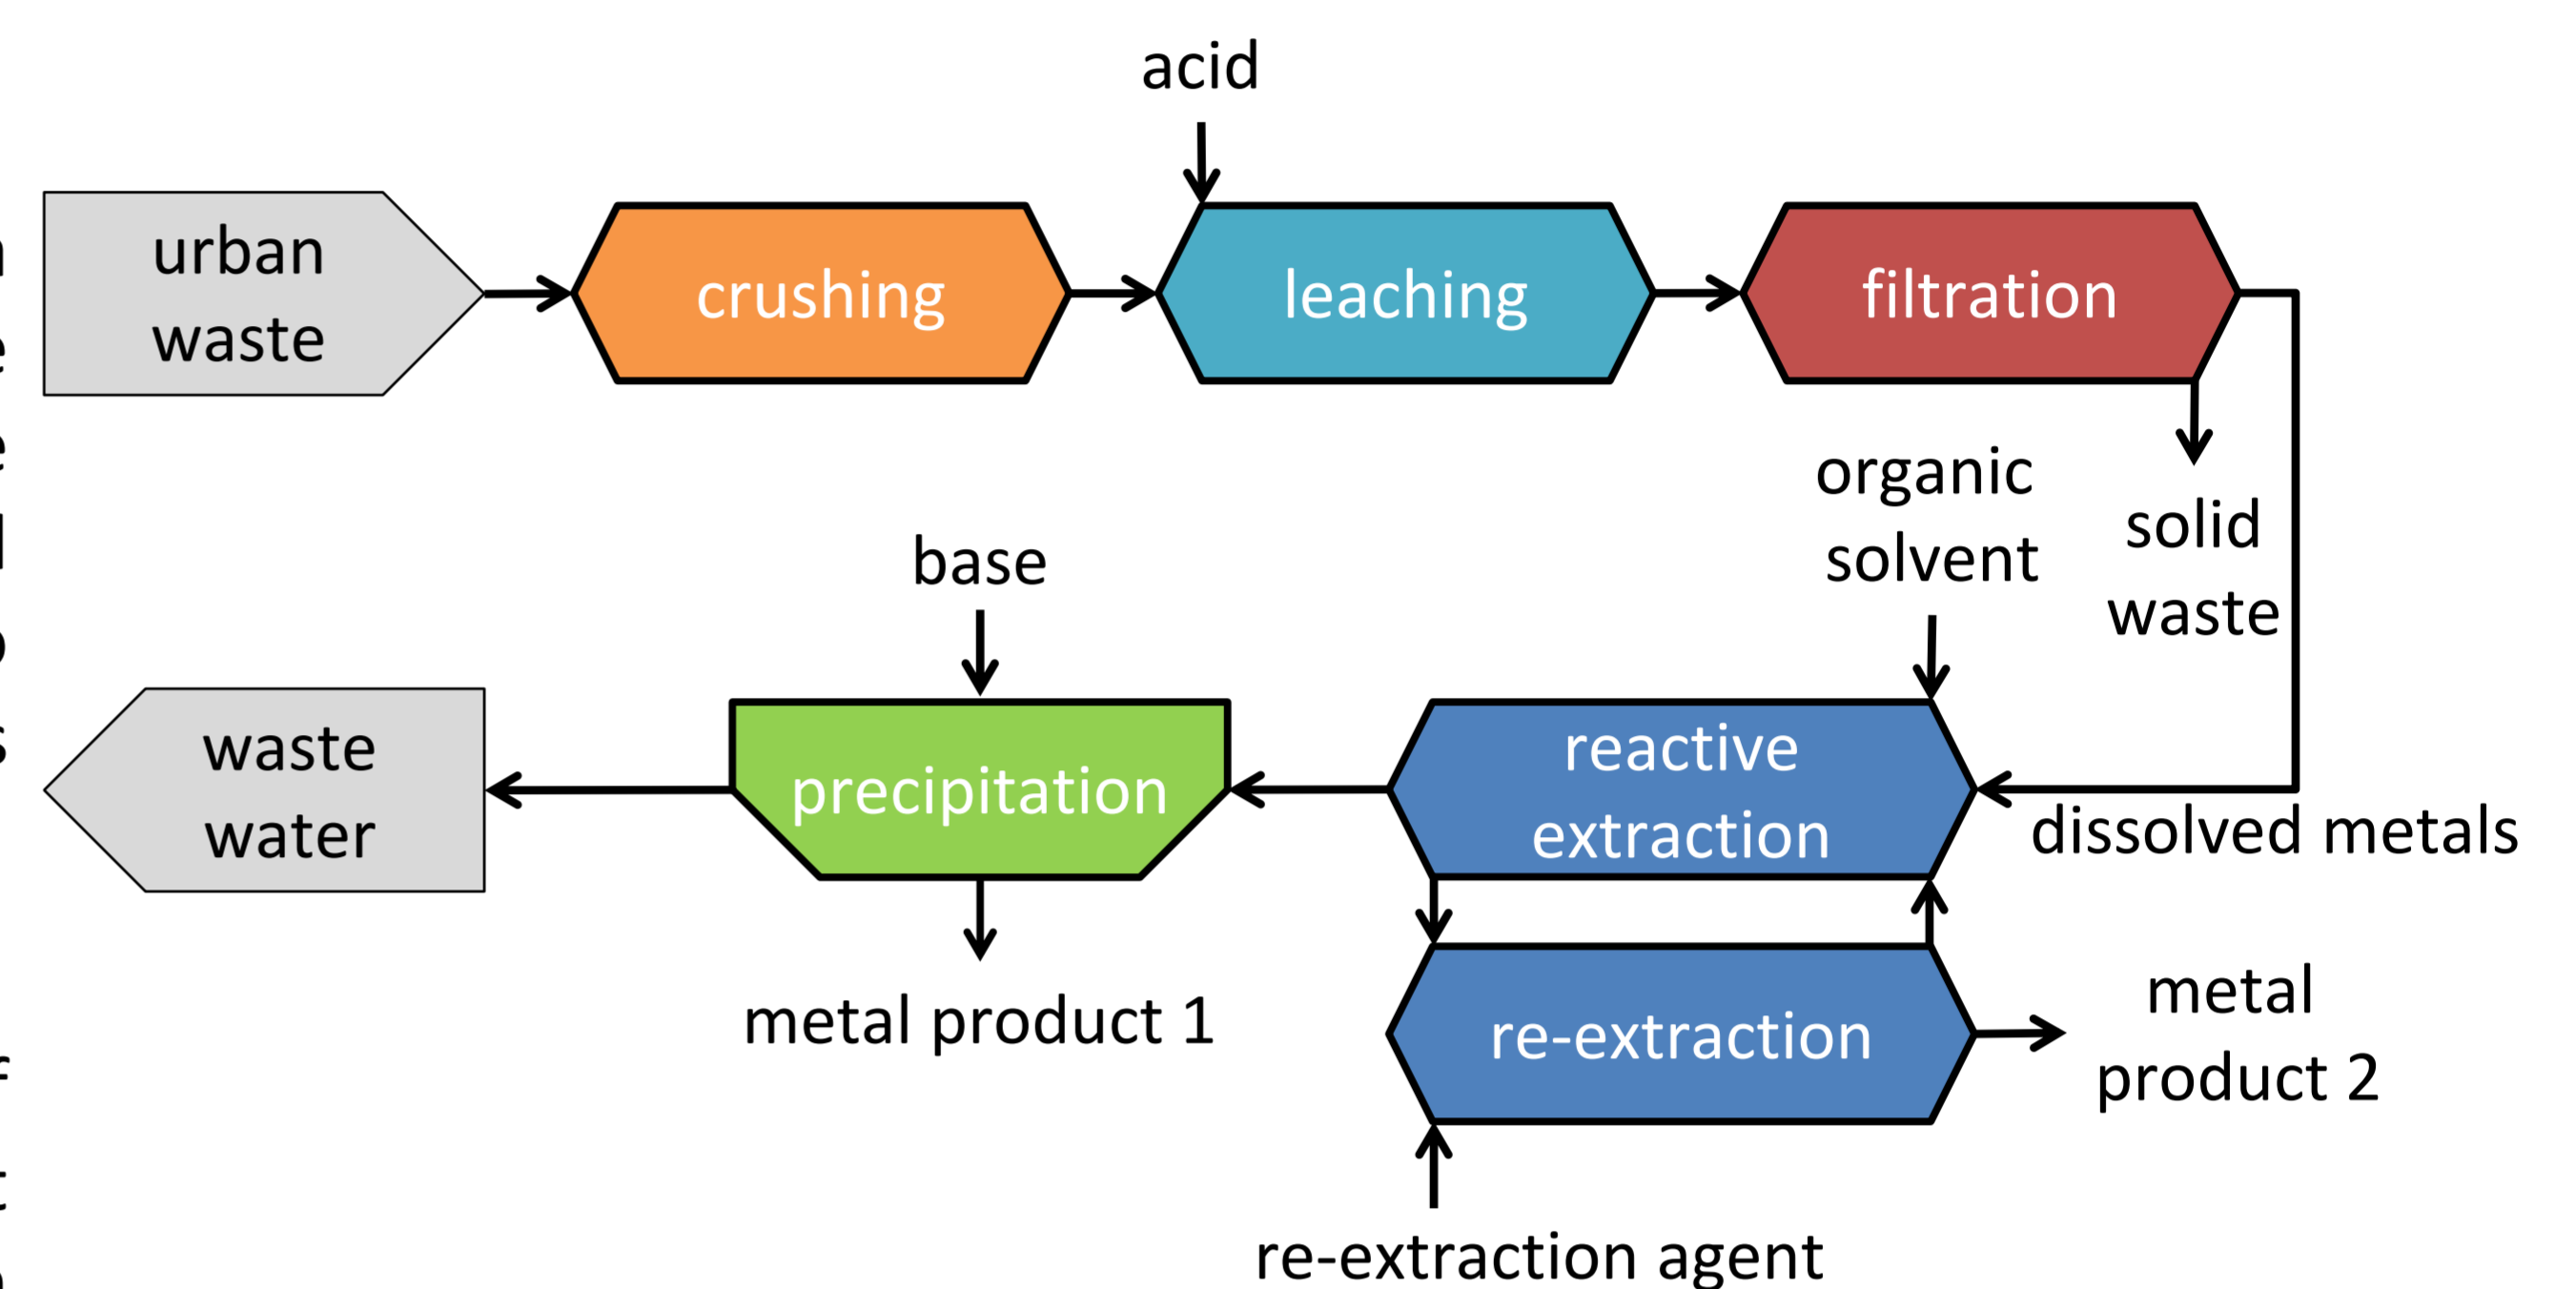 acid
urban
waste
crushing
leaching
filtration
organic
solvent
solid
waste
base
dissolved metals
reactive
extraction
precipitation
waste
water
metal product 1
re-extraction
metal
product 2
re-extraction agent